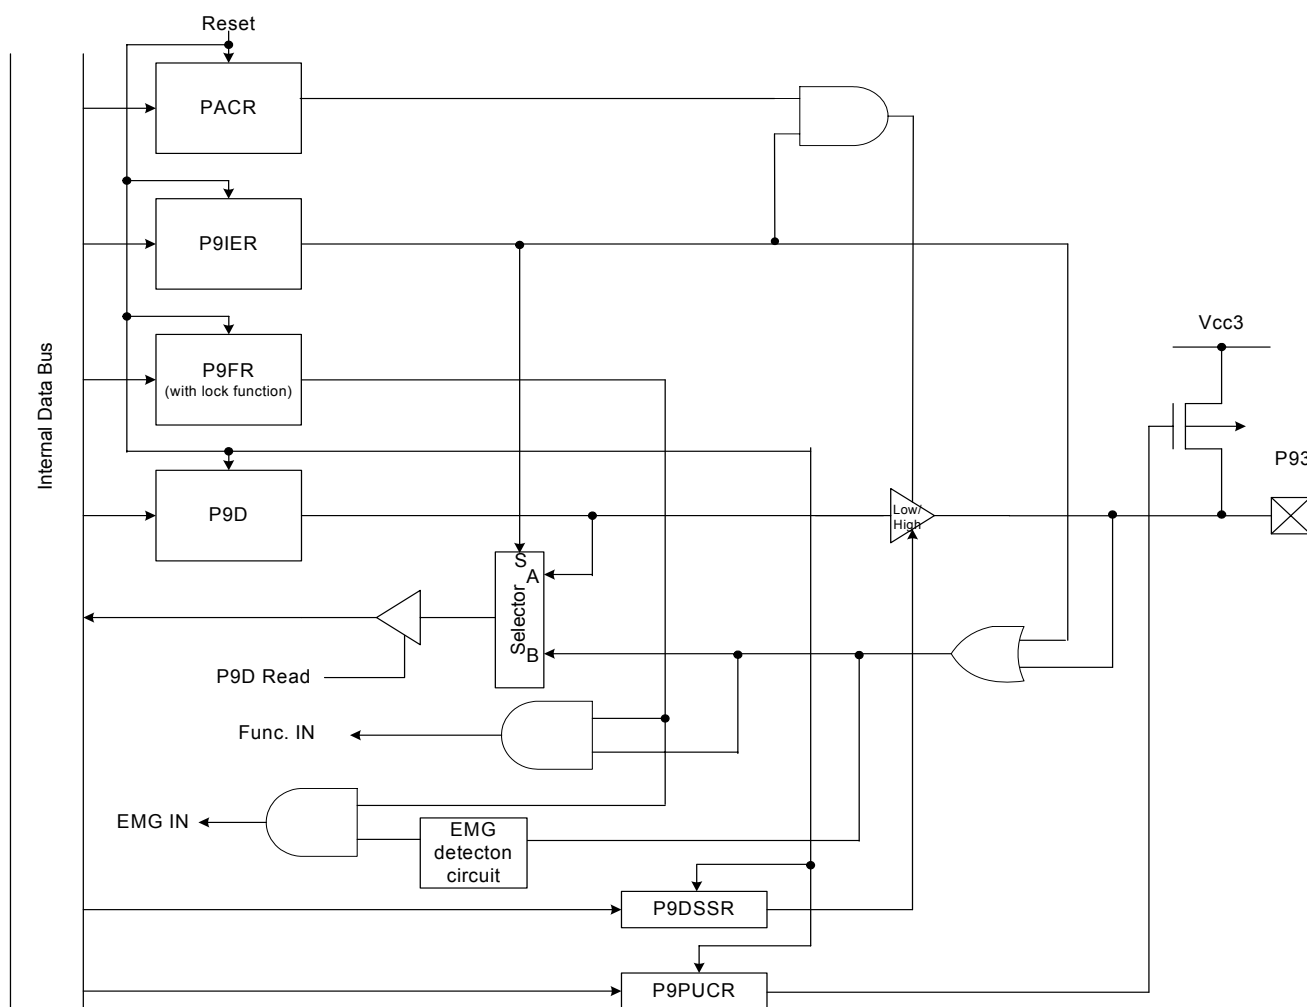 Reset
PACR
P9IER
Vcc3
P9FR
(with lock function)
Internal Data Bus
P93
P9D
Low/
High
S
A
Selector
B
P9D Read
Func. IN
EMG IN
EMG
detecton
circuit
P9DSSR
P9PUCR